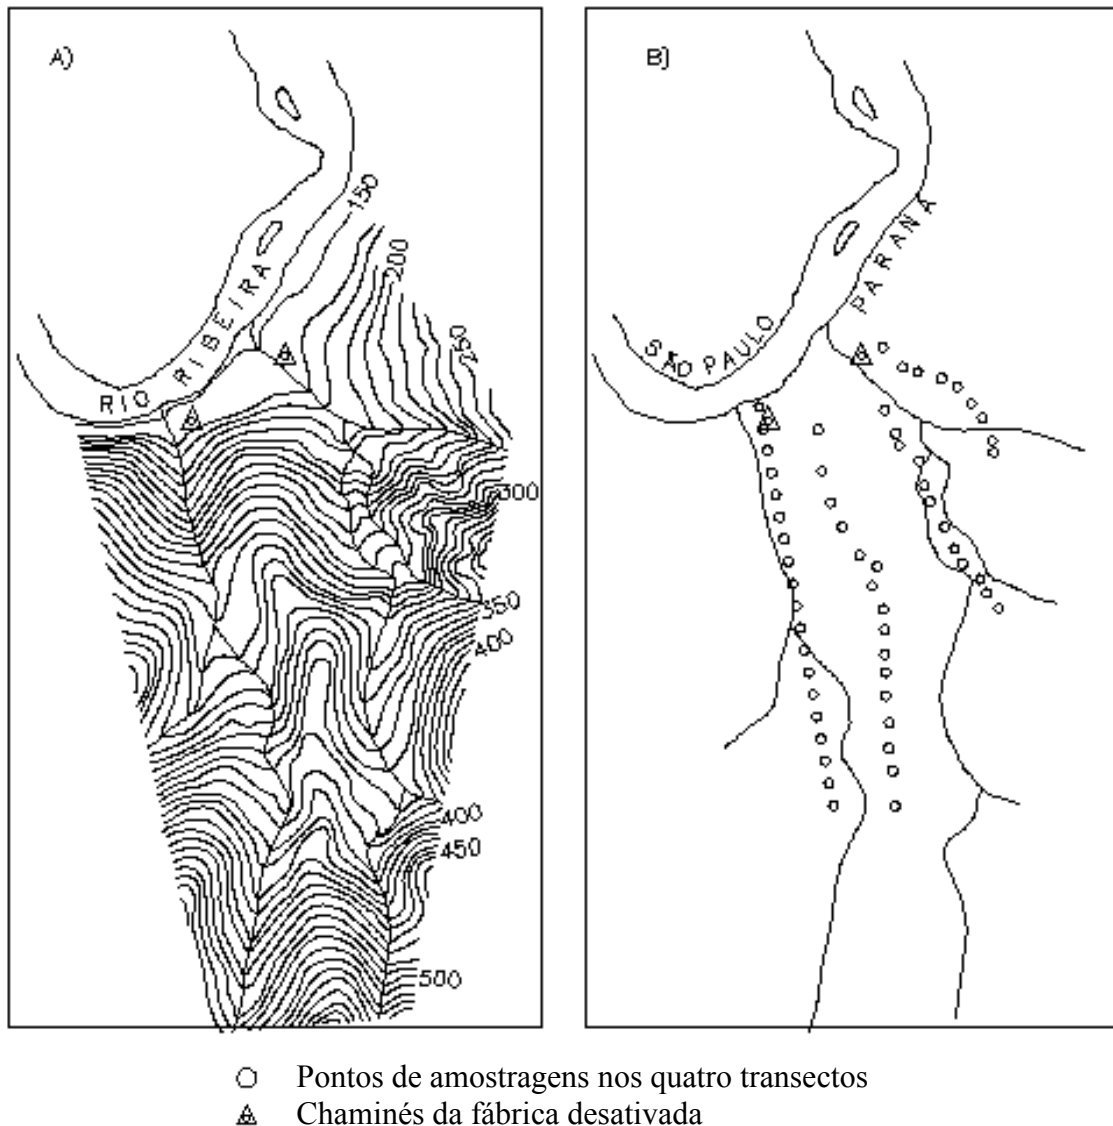 A)
150
200
250
RIO RIBEIRA
300
350
400
400
450
500
B)
PARANÁ
SÃO PAULO
Pontos de amostragens nos quatro transectos
Chaminés da fábrica desativada